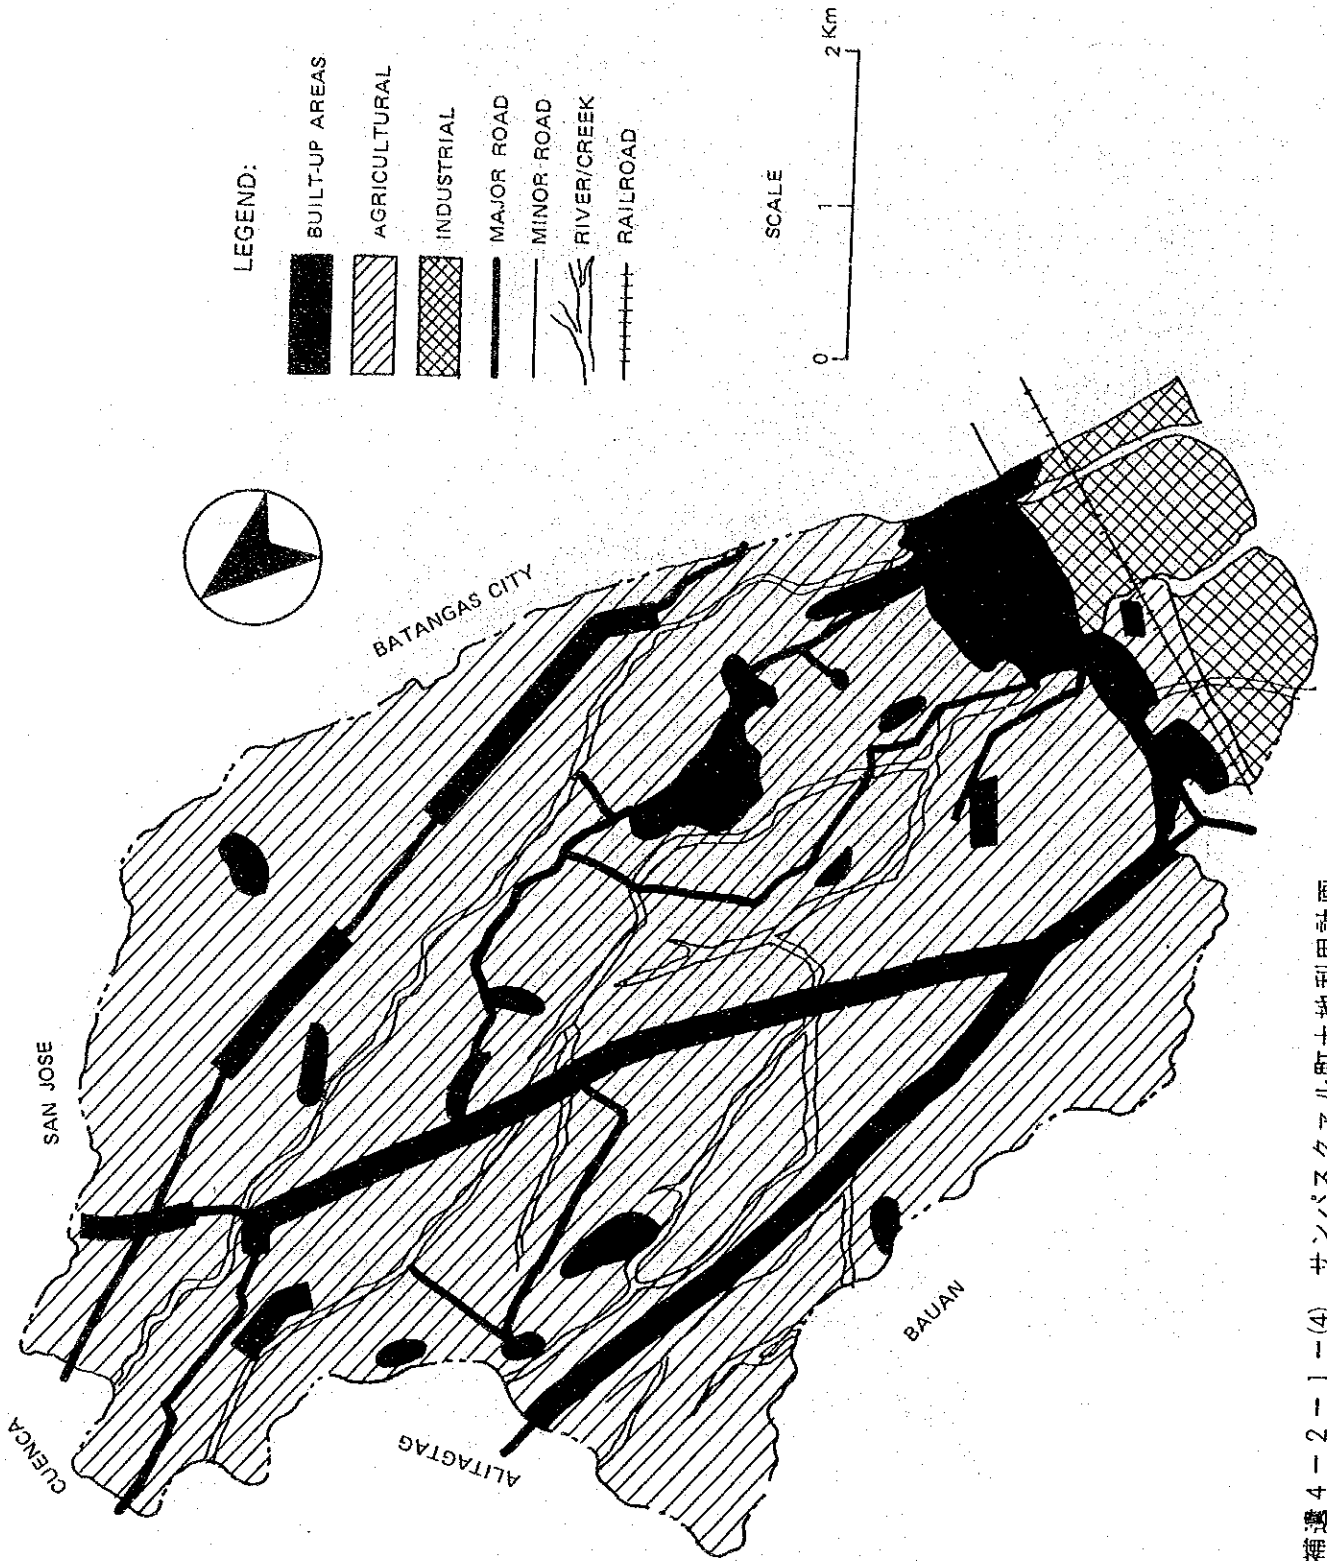 LEGEND:
BUILT-UP AREAS
AGRICULTURAL
INDUSTRIAL
MAJOR ROAD
MINOR ROAD
RIVER/CREEK
RAILROAD
SCALE
0 1 2 Km
BATANGAS CITY
SAN JOSE
CUENCA
ALITAGTAG
BAUAN
補遺4-2-1-(4) サンパスクァル町土地利用計画